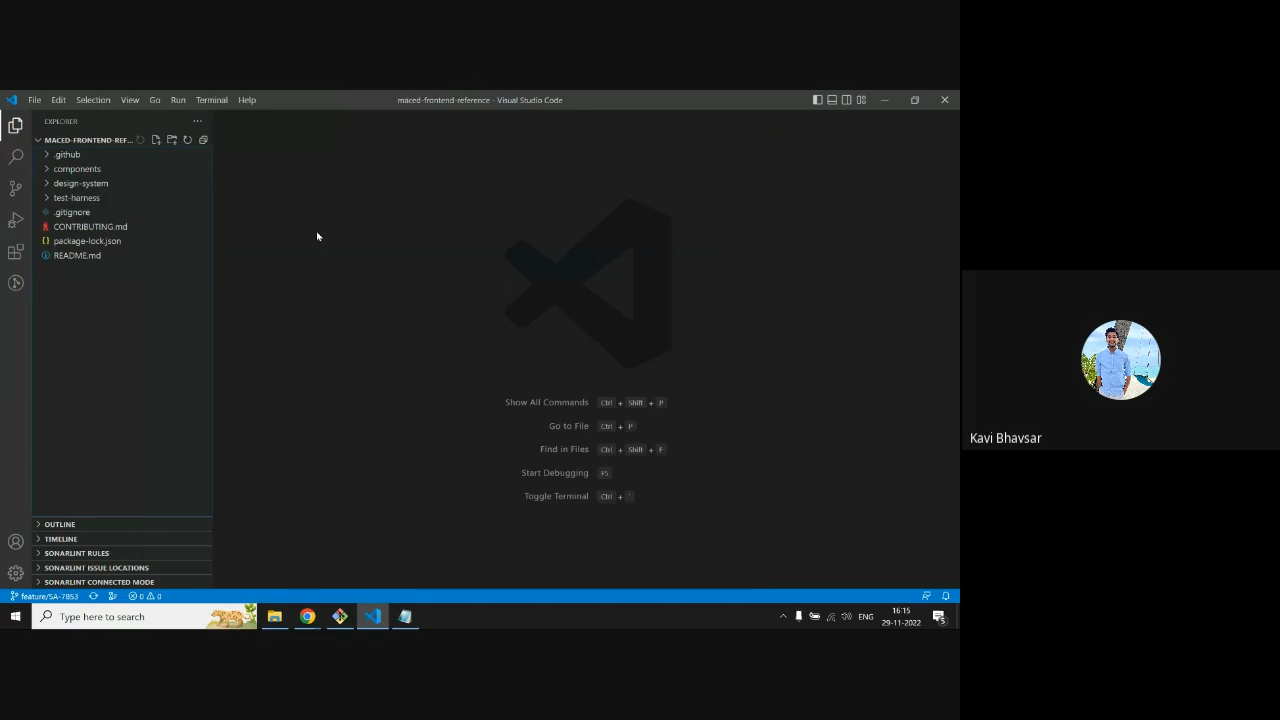 File Edit Selection View Go Run Terminal Help
maced-frontend-reference - Visual Studio Code
EXPLORER
MACED-FRONTEND-REF...
.github
components
design-system
test-harness
.gitignore
CONTRIBUTING.md
package-lock.json
README.md
Show All Commands Ctrl + Shift + P
Go to File Ctrl + P
Find in Files Ctrl + Shift + F
Start Debugging F5
Toggle Terminal Ctrl + `
Kavi Bhavsar
OUTLINE
TIMELINE
SONARLINT RULES
SONARLINT ISSUE LOCATIONS
SONARLINT CONNECTED MODE
feature/SA-7853 0 0
Type here to search
ENG
16:15
29-11-2022
5